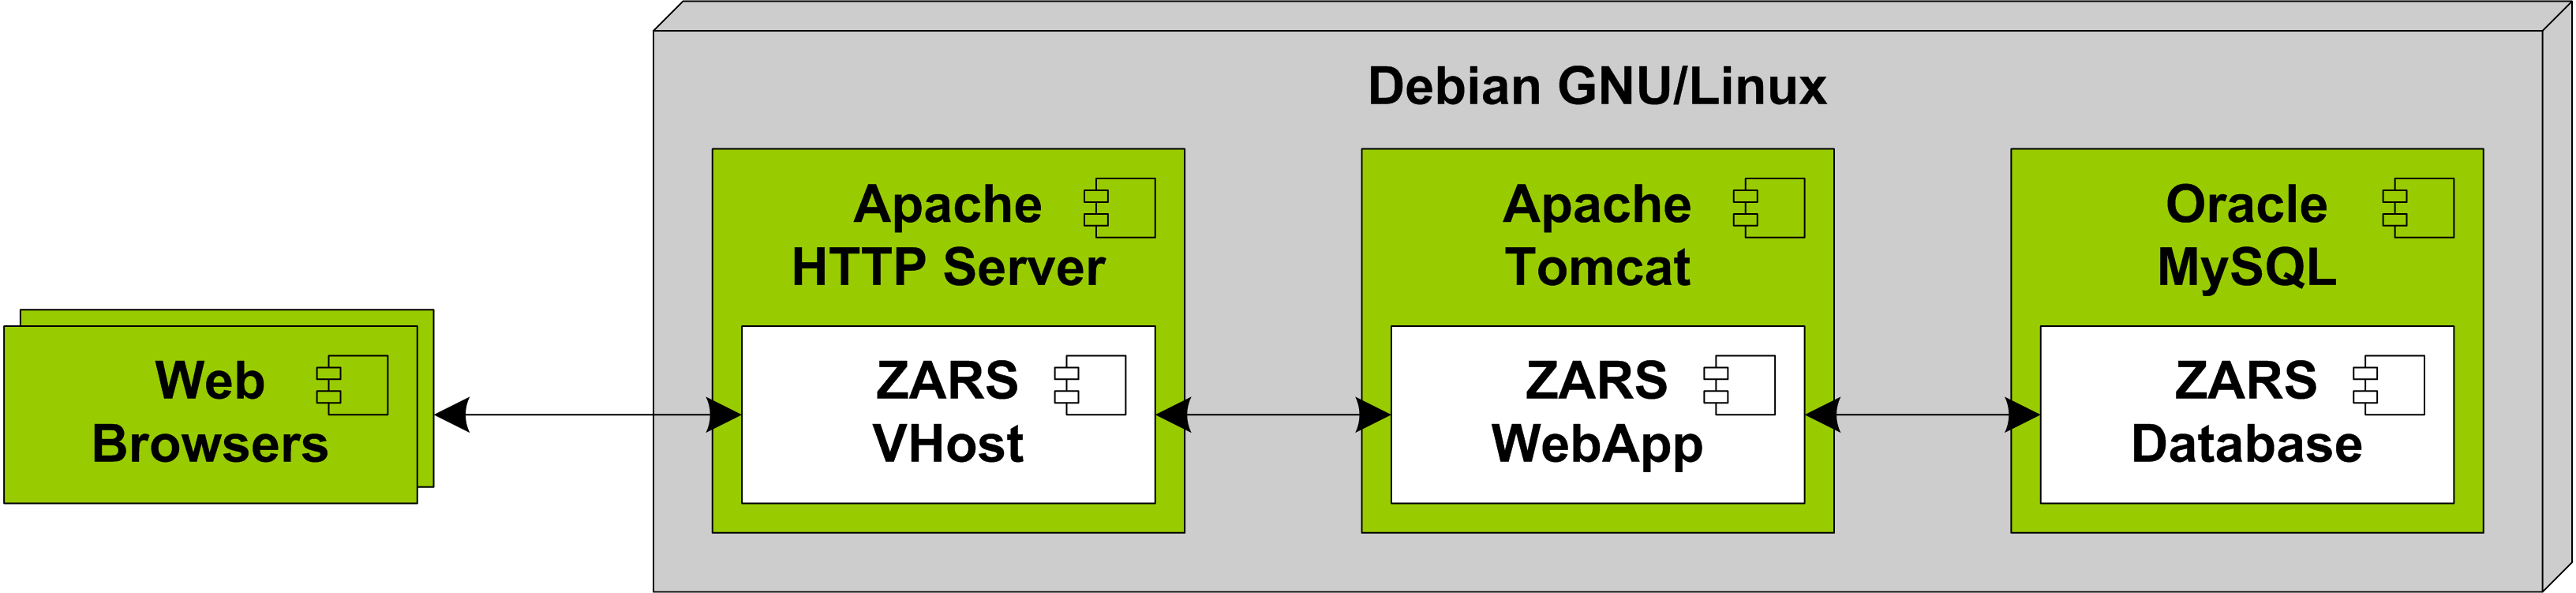 Debian GNU/Linux
Apache
HTTP Server
Apache
Tomcat
Oracle
MySQL
Web
Browsers
ZARS
VHost
ZARS
WebApp
ZARS
Database